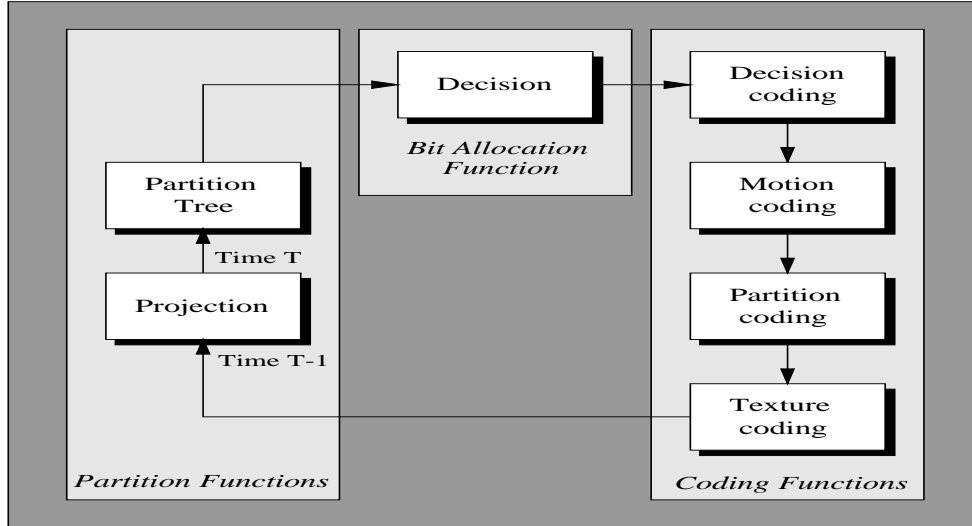 Decision
Bit Allocation
Function
Partition
Tree
Time T
Projection
Time T-1
Partition Functions
Decision
coding
Motion
coding
Partition
coding
Texture
coding
Coding Functions